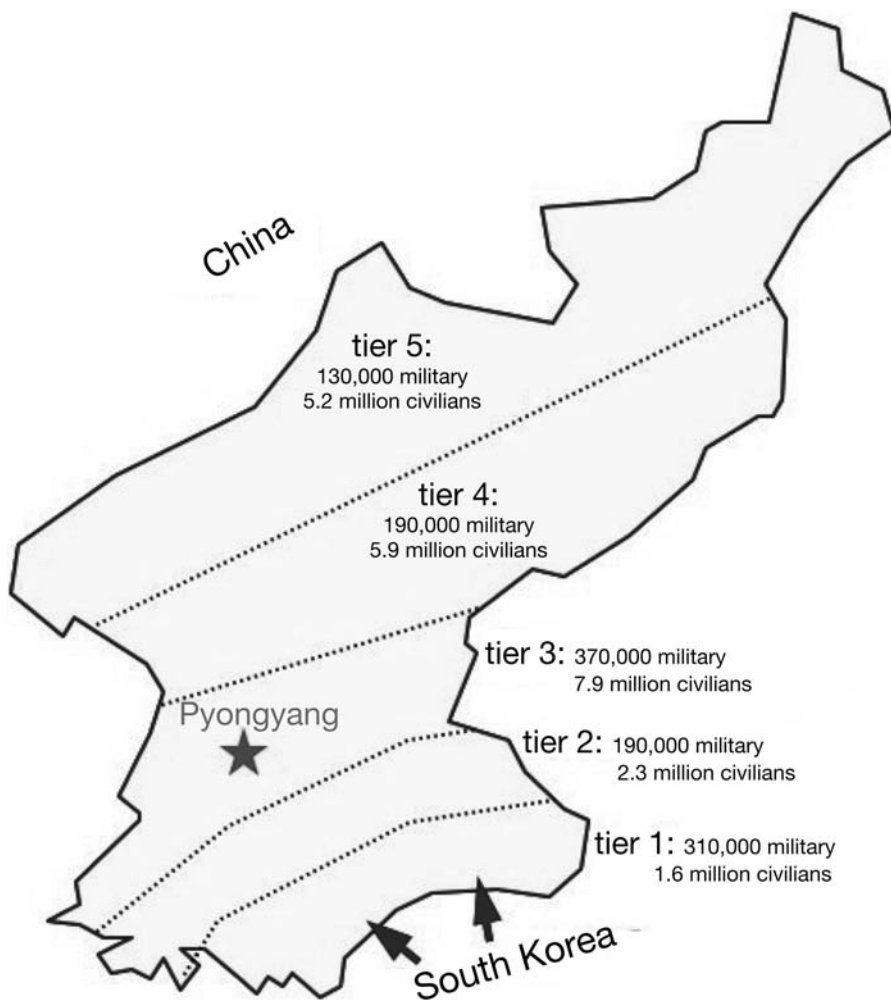 China
tier 5:
130,000 military
5.2 million civilians
tier 4:
190,000 military
5.9 million civilians
tier 3: 370,000 military
7.9 million civilians
Pyongyang
tier 2: 190,000 military
2.3 million civilians
tier 1: 310,000 military
1.6 million civilians
South Korea